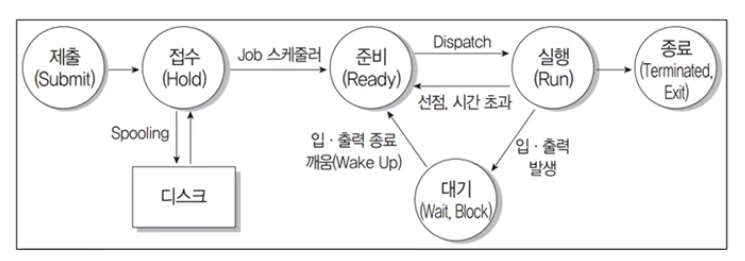 제출
(Submit)
접수
(Hold)
Job 스케줄러
준비
(Ready)
Dispatch
선점, 시간 초과
실행
(Run)
종료
(Terminated,
Exit)
Spooling
디스크
입·출력 종료
깨움(Wake Up)
입·출력
발생
대기
(Wait, Block)